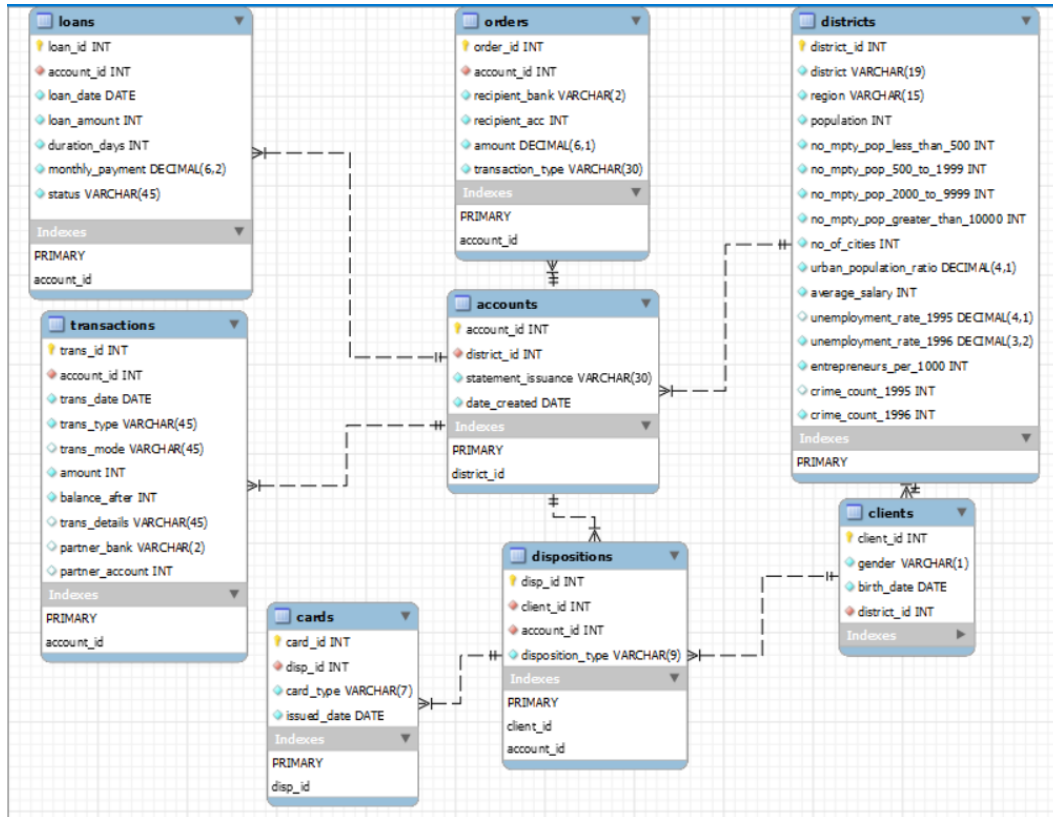 loans
loan_id INT
account_id INT
loan_date DATE
loan_amount INT
duration_days INT
monthly_payment DECIMAL(6,2)
status VARCHAR(45)
Indexes
PRIMARY
account_id
orders
order_id INT
account_id INT
recipient_bank VARCHAR(2)
recipient_acc INT
amount DECIMAL(6,1)
transaction_type VARCHAR(30)
Indexes
PRIMARY
account_id
districts
district_id INT
district VARCHAR(19)
region VARCHAR(15)
population INT
no_mpty_pop_less_than_500 INT
no_mpty_pop_500_to_1999 INT
no_mpty_pop_2000_to_9999 INT
no_mpty_pop_greater_than_10000 INT
no_of_cities INT
urban_population_ratio DECIMAL(4,1)
average_salary INT
unemployment_rate_1995 DECIMAL(4,1)
unemployment_rate_1996 DECIMAL(3,2)
entrepreneurs_per_1000 INT
crime_count_1995 INT
crime_count_1996 INT
Indexes
PRIMARY
transactions
trans_id INT
account_id INT
trans_date DATE
trans_type VARCHAR(45)
trans_mode VARCHAR(45)
amount INT
balance_after INT
trans_details VARCHAR(45)
partner_bank VARCHAR(2)
partner_account INT
Indexes
PRIMARY
account_id
accounts
account_id INT
district_id INT
statement_issuance VARCHAR(30)
date_created DATE
Indexes
PRIMARY
district_id
clients
client_id INT
gender VARCHAR(1)
birth_date DATE
district_id INT
Indexes
dispositions
disp_id INT
client_id INT
account_id INT
disposition_type VARCHAR(9)
Indexes
PRIMARY
client_id
account_id
cards
card_id INT
disp_id INT
card_type VARCHAR(7)
issued_date DATE
Indexes
PRIMARY
disp_id